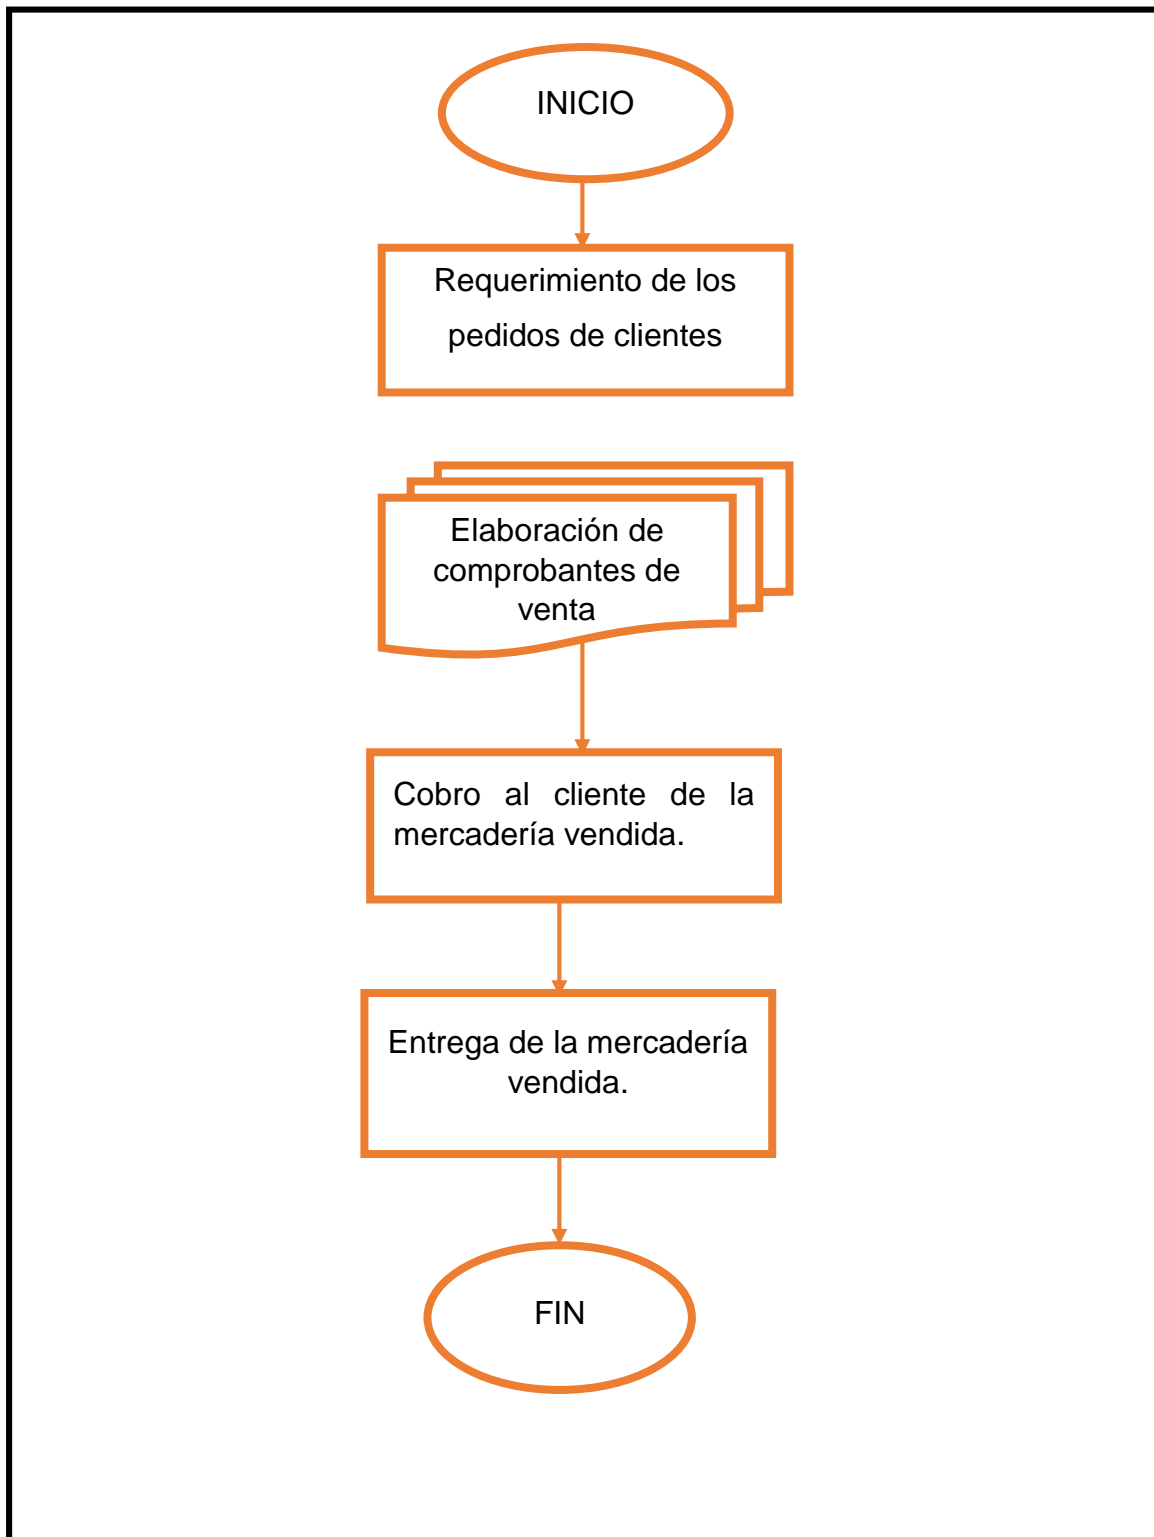 INICIO
Requerimiento de los
pedidos de clientes
Elaboración de
comprobantes de
venta
Cobro al cliente de la
mercadería vendida.
Entrega de la mercadería
vendida.
FIN